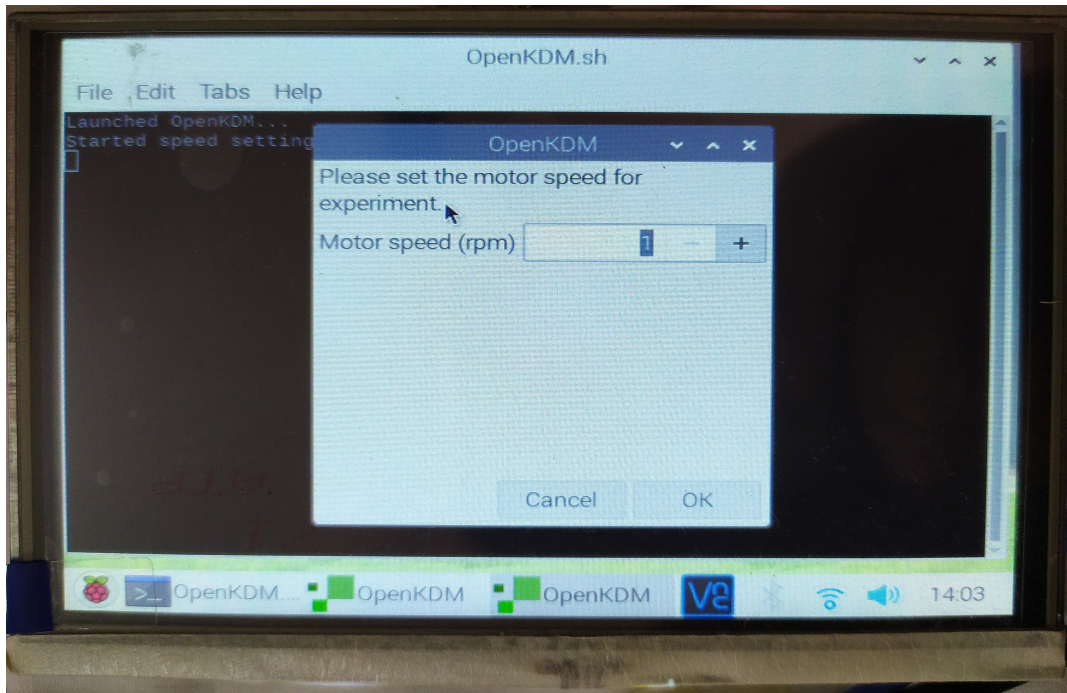 OpenKDM.sh
File Edit Tabs Help
Launched OpenKDM...
Started speed setting
OpenKDM
Please set the motor speed for
experiment.
Motor speed (rpm) 1 − +
Cancel OK
>_ OpenKDM.... OpenKDM OpenKDM V2 14:03